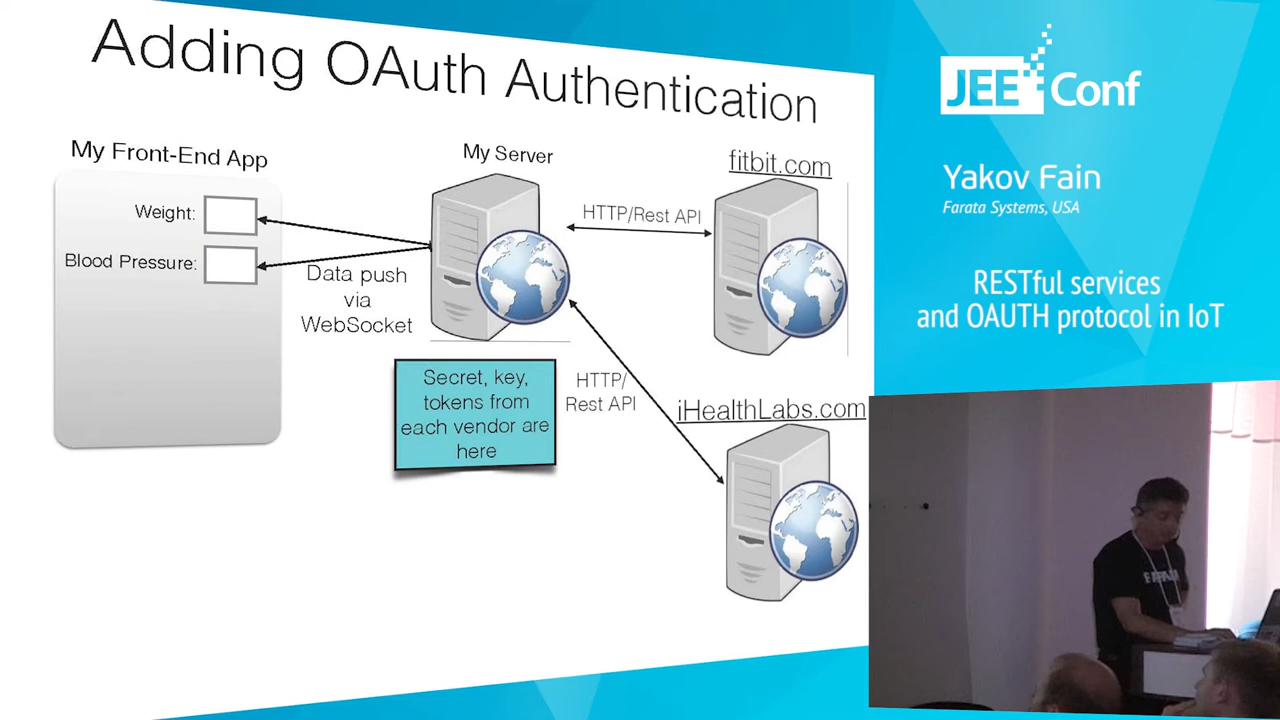 Adding OAuth Authentication
My Front-End App
Weight:
Blood Pressure:
Data push
via
WebSocket
My Server
HTTP/Rest API
fitbit.com
Secret, key,
tokens from
each vendor are
here
HTTP/
Rest API
iHealthLabs.com
JEE Conf
Yakov Fain
Farata Systems, USA
RESTful services
and OAUTH protocol in IoT